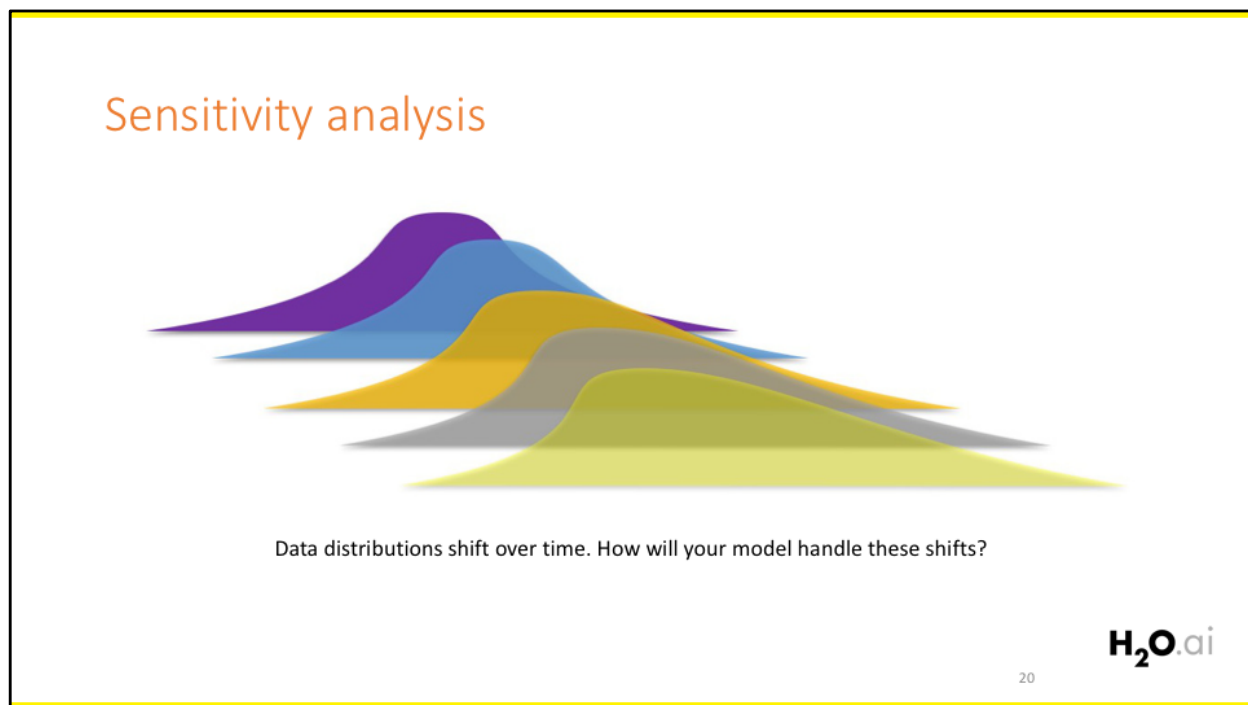 Sensitivity analysis
Data distributions shift over time. How will your model handle these shifts?
H2O.ai
20